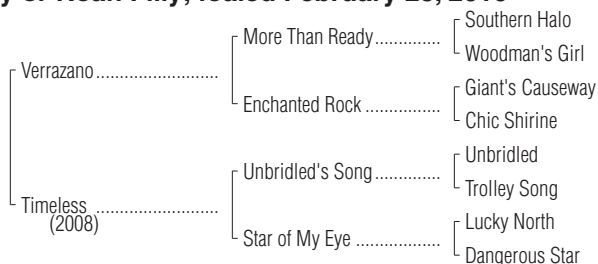 Southern Halo
More Than Ready..............
Woodman's Girl
Verrazano..........................
Giant's Causeway
Enchanted Rock ................
Chic Shirine
Unbridled
Unbridled's Song..............
Trolley Song
Timeless ..........................
(2008)
Lucky North
Star of My Eye ..................
Dangerous Star